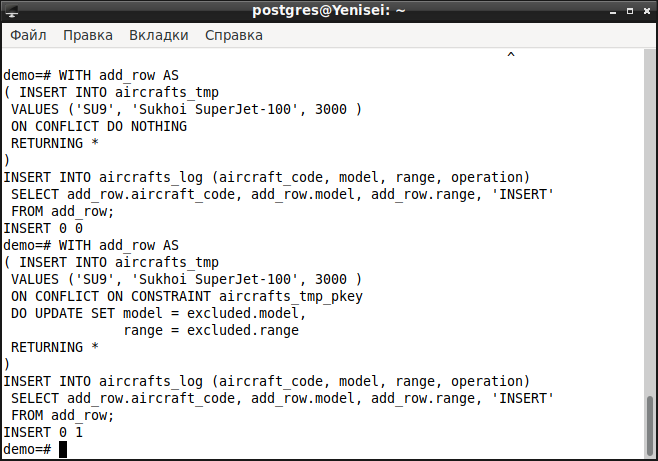 postgres@Yenisei: ~
Файл Правка Вкладки Справка
^
demo=# WITH add_row AS
( INSERT INTO aircrafts_tmp
 VALUES ('SU9', 'Sukhoi SuperJet-100', 3000 )
 ON CONFLICT DO NOTHING
 RETURNING *
)
INSERT INTO aircrafts_log (aircraft_code, model, range, operation)
 SELECT add_row.aircraft_code, add_row.model, add_row.range, 'INSERT'
 FROM add_row;
INSERT 0 0
demo=# WITH add_row AS
( INSERT INTO aircrafts_tmp
 VALUES ('SU9', 'Sukhoi SuperJet-100', 3000 )
 ON CONFLICT ON CONSTRAINT aircrafts_tmp_pkey
 DO UPDATE SET model = excluded.model,
               range = excluded.range
 RETURNING *
)
INSERT INTO aircrafts_log (aircraft_code, model, range, operation)
 SELECT add_row.aircraft_code, add_row.model, add_row.range, 'INSERT'
 FROM add_row;
INSERT 0 1
demo=#